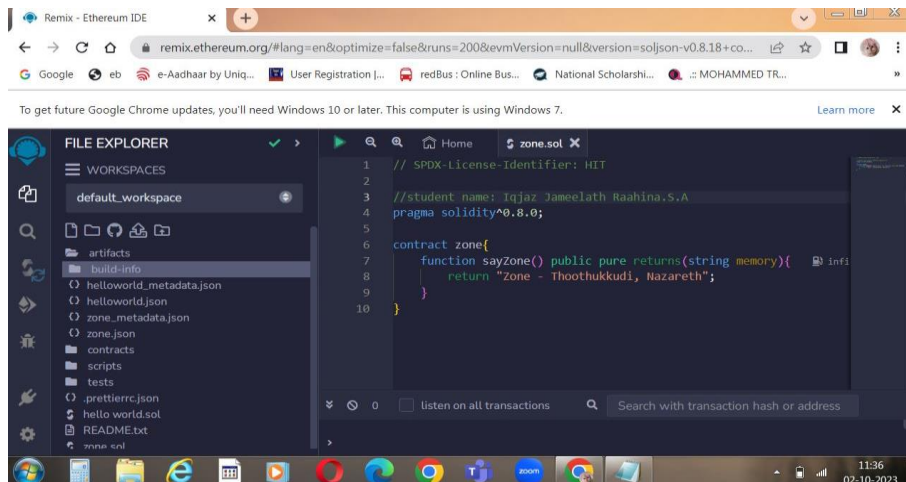 Remix - Ethereum IDE
remix.ethereum.org/#lang=en&optimize=false&runs=200&evmVersion=null&version=soljson-v0.8.18+co...
Google eb e-Aadhaar by Uniq... User Registration |... redBus : Online Bus... National Scholarshi... .:: MOHAMMED TR... »
To get future Google Chrome updates, you'll need Windows 10 or later. This computer is using Windows 7. Learn more
FILE EXPLORER
WORKSPACES
default_workspace
artifacts
build-info
helloworld_metadata.json
helloworld.json
zone_metadata.json
zone.json
contracts
scripts
tests
.prettierrc.json
hello world.sol
README.txt
zone.sol
Home zone.sol
1 // SPDX-License-Identifier: HIT
2
3 //student name: Iqjaz Jameelath Raahina.S.A
4 pragma solidity^0.8.0;
5
6 contract zone{
7 function sayZone() public pure returns(string memory){ infi
8 return "Zone - Thoothukkudi, Nazareth";
9 }
10 }
0 listen on all transactions Search with transaction hash or address
>
zoom
11:36
02-10-2023